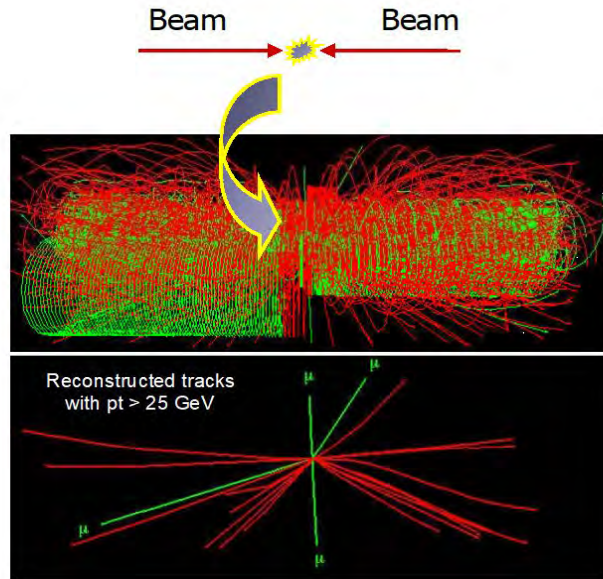 Beam Beam
Reconstructed tracks
with pt > 25 GeV
μ
μ
μ
μ